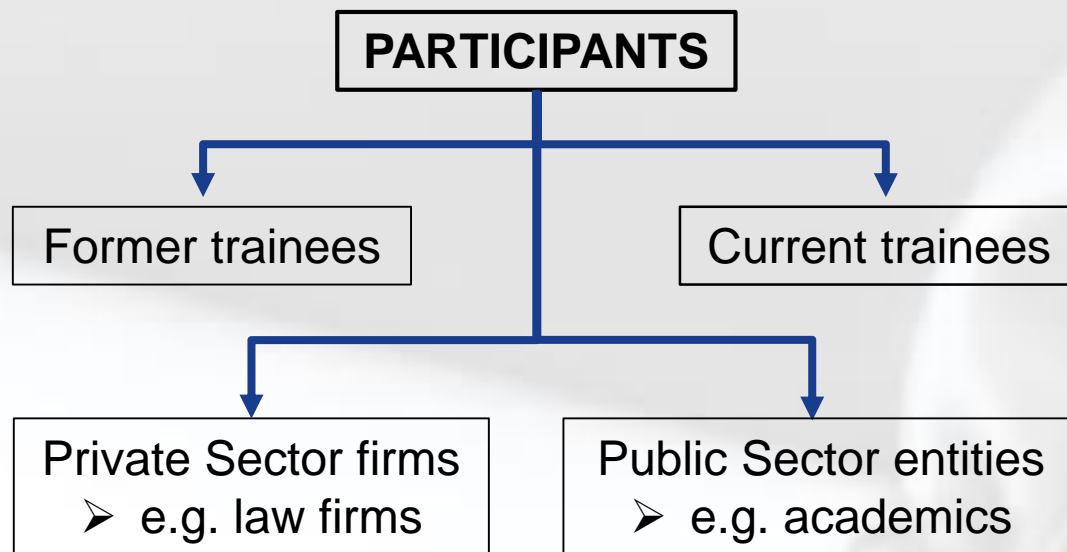 PARTICIPANTS
Former trainees
Current trainees
Private Sector firms
➢ e.g. law firms
Public Sector entities
➢ e.g. academics